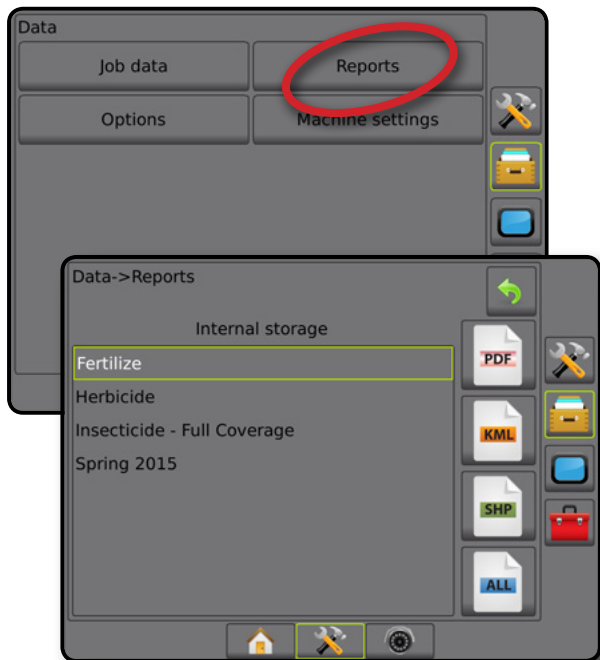 Data
Job data
Reports
Options
Machine settings
Data->Reports
Internal storage
Fertilize
Herbicide
Insecticide - Full Coverage
Spring 2015
PDF
KML
SHP
ALL